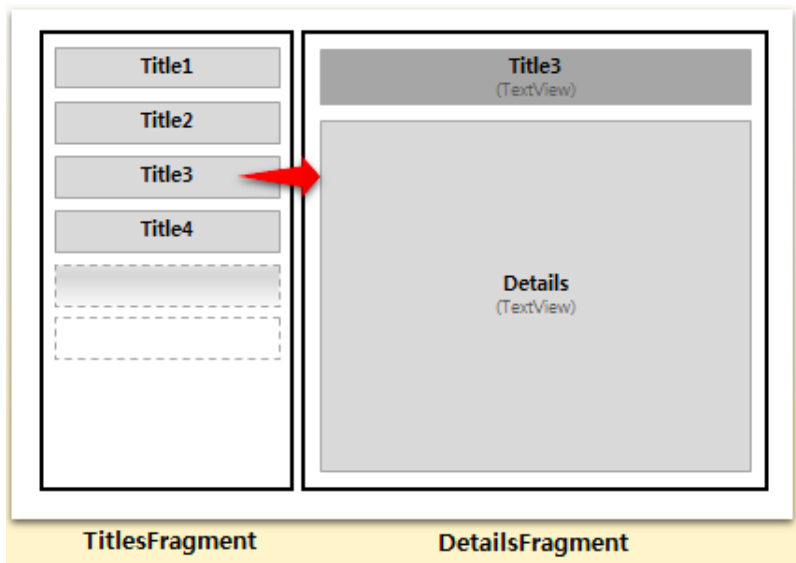 Title1
Title2
Title3
Title4
Title3
(TextView)
Details
(TextView)
TitlesFragment
DetailsFragment